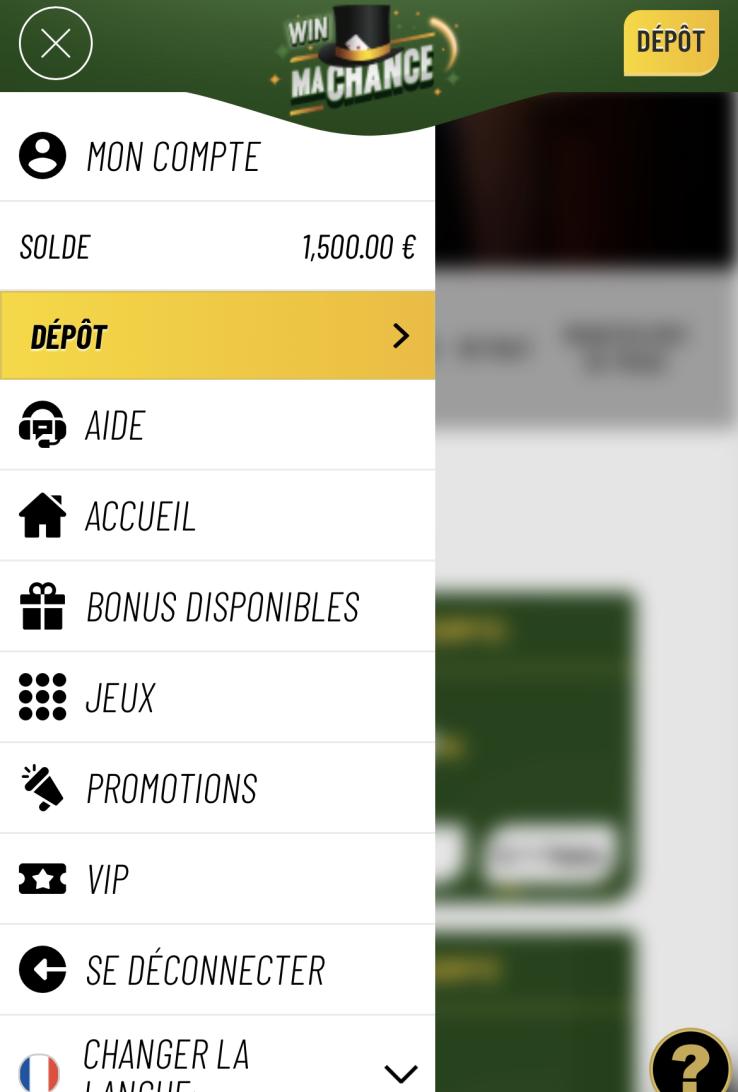 WIN
MACHANCE
DÉPÔT
MON COMPTE
SOLDE 1,500.00 €
DÉPÔT
AIDE
ACCUEIL
BONUS DISPONIBLES
JEUX
PROMOTIONS
VIP
SE DÉCONNECTER
CHANGER LA
LANGUE
?